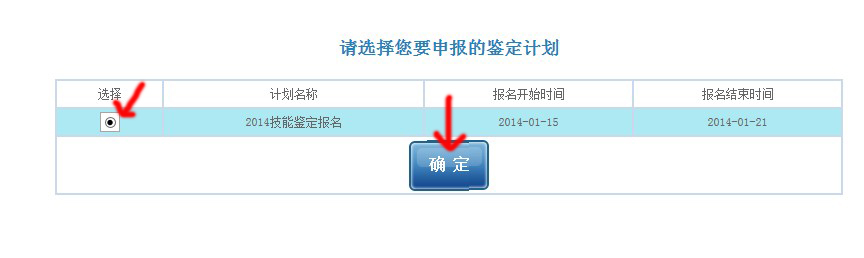 请选择您要申报的鉴定计划
选择 计划名称 报名开始时间 报名结束时间
2014技能鉴定报名 2014-01-15 2014-01-21
确 定